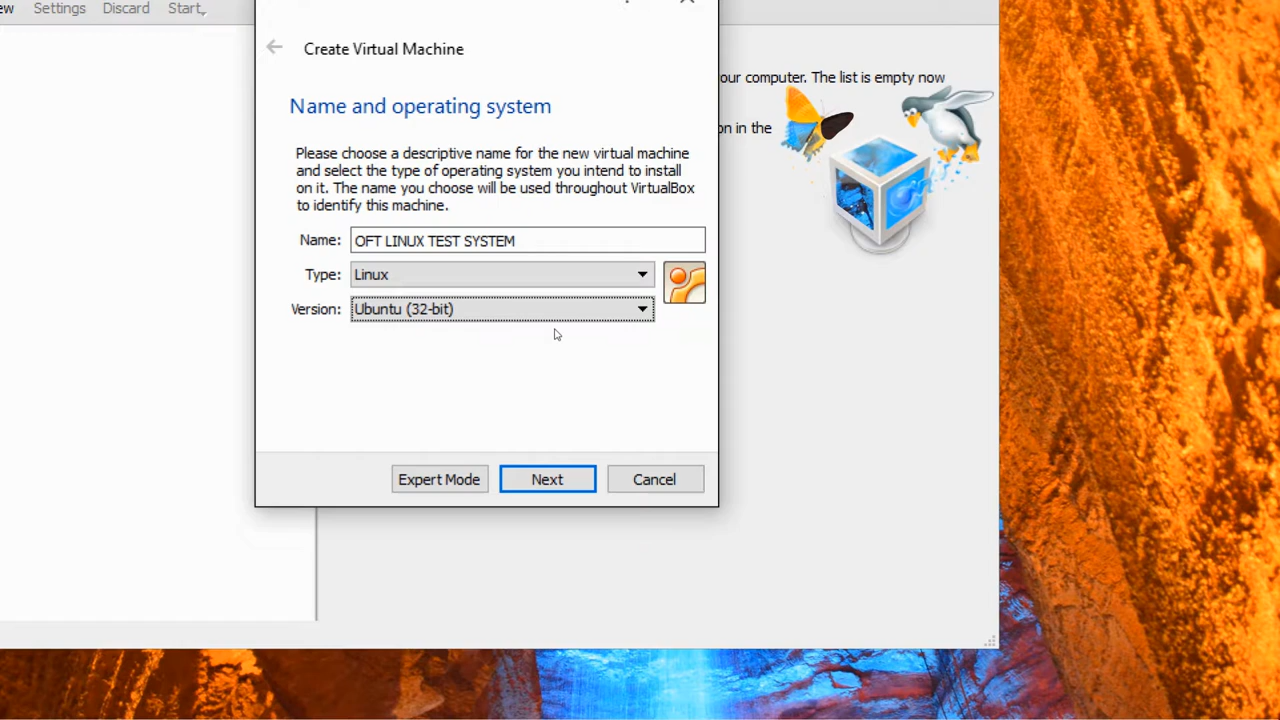 Settings Discard Start
Create Virtual Machine
our computer. The list is empty now
Name and operating system
on in the
Please choose a descriptive name for the new virtual machine
and select the type of operating system you intend to install
on it. The name you choose will be used throughout VirtualBox
to identify this machine.
Name: OFT LINUX TEST SYSTEM
Type: Linux
Version: Ubuntu (32-bit)
Expert Mode Next Cancel